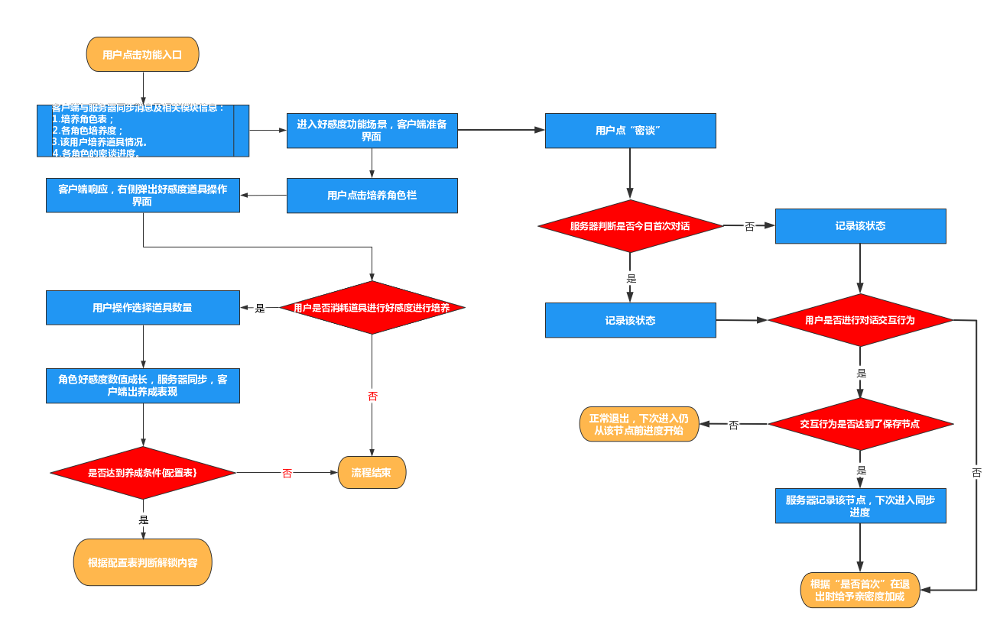 用户点击功能入口
客户端与服务器同步消息及相关模块信息：
1.培养角色表；
2.各角色培养度；
3.该用户培养道具情况。
4.各角色的密谈进度。
进入好感度功能场景，客户端准备
界面
用户点“密谈”
客户端响应，右侧弹出好感度道具操作
界面
用户点击培养角色栏
服务器判断是否今日首次对话
否
记录该状态
是
用户操作选择道具数量
是
用户是否消耗道具进行好感度进行培养
记录该状态
用户是否进行对话交互行为
是
角色好感度数值成长，服务器同步，客
户端出养成表现
否
正常退出，下次进入仍
从该节点前进度开始
否
交互行为是否达到了保存节点
是否达到养成条件{配置表}
否
流程结束
是
否
服务器记录该节点，下次进入同步
进度
是
根据配置表判断解锁内容
根据“是否首次”在退
出时给予亲密度加成